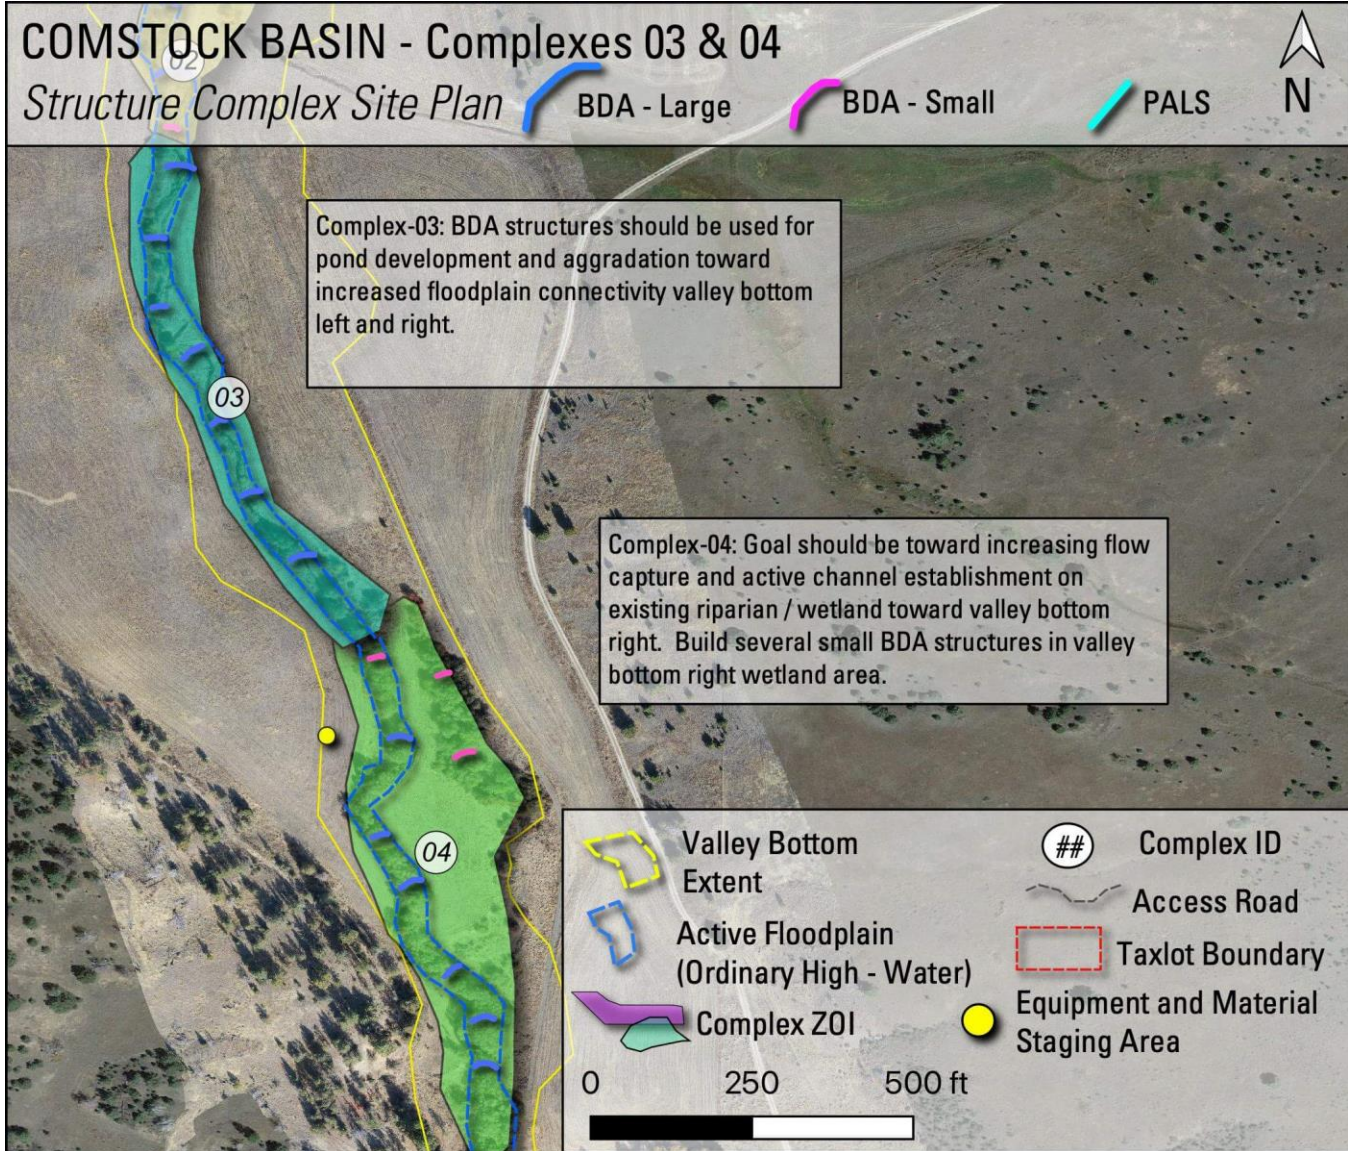 COMSTOCK BASIN - Complexes 03 & 04
02
Structure Complex Site Plan
BDA - Large
BDA - Small
PALS
N
Complex-03: BDA structures should be used for
pond development and aggradation toward
increased floodplain connectivity valley bottom
left and right.
03
Complex-04: Goal should be toward increasing flow
capture and active channel establishment on
existing riparian / wetland toward valley bottom
right. Build several small BDA structures in valley
bottom right wetland area.
04
Valley Bottom
Extent
Active Floodplain
(Ordinary High - Water)
Complex ZOI
## Complex ID
Access Road
Taxlot Boundary
Equipment and Material
Staging Area
0 250 500 ft